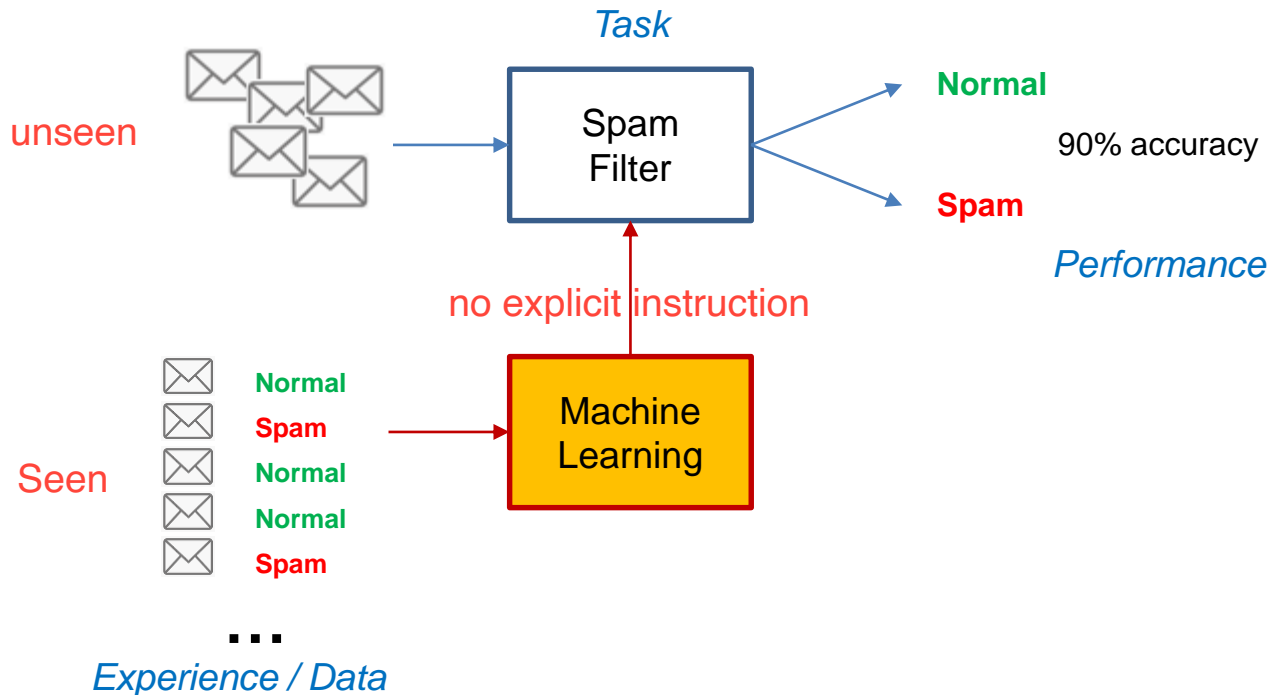 Task
unseen
Spam
Filter
Normal
90% accuracy
Spam
Performance
no explicit instruction
Seen
Normal
Spam
Normal
Normal
Spam
Machine
Learning
...
Experience / Data